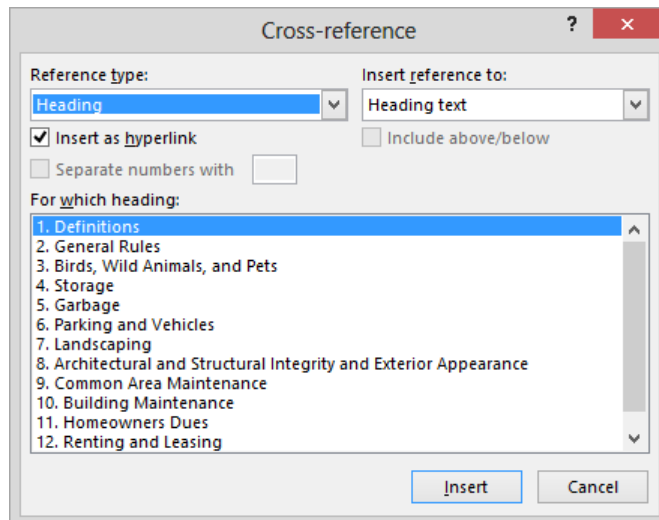 Cross-reference
?
×
Reference type:
Insert reference to:
Heading
Heading text
Insert as hyperlink
Include above/below
Separate numbers with
For which heading:
1. Definitions
2. General Rules
3. Birds, Wild Animals, and Pets
4. Storage
5. Garbage
6. Parking and Vehicles
7. Landscaping
8. Architectural and Structural Integrity and Exterior Appearance
9. Common Area Maintenance
10. Building Maintenance
11. Homeowners Dues
12. Renting and Leasing
Insert
Cancel